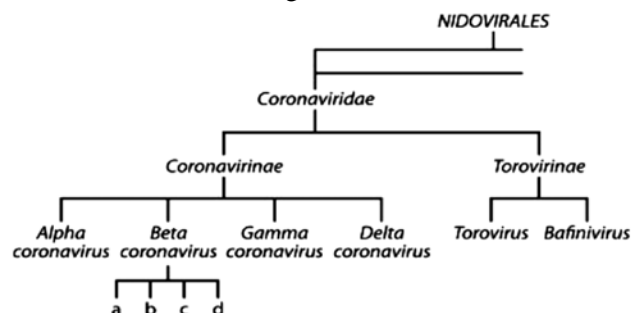 NIDOVIRALES
Coronaviridae
Coronavirinae Torovirinae
Alpha Beta Gamma Delta Torovirus Bafinivirus
coronavirus coronavirus coronavirus coronavirus
a b c d